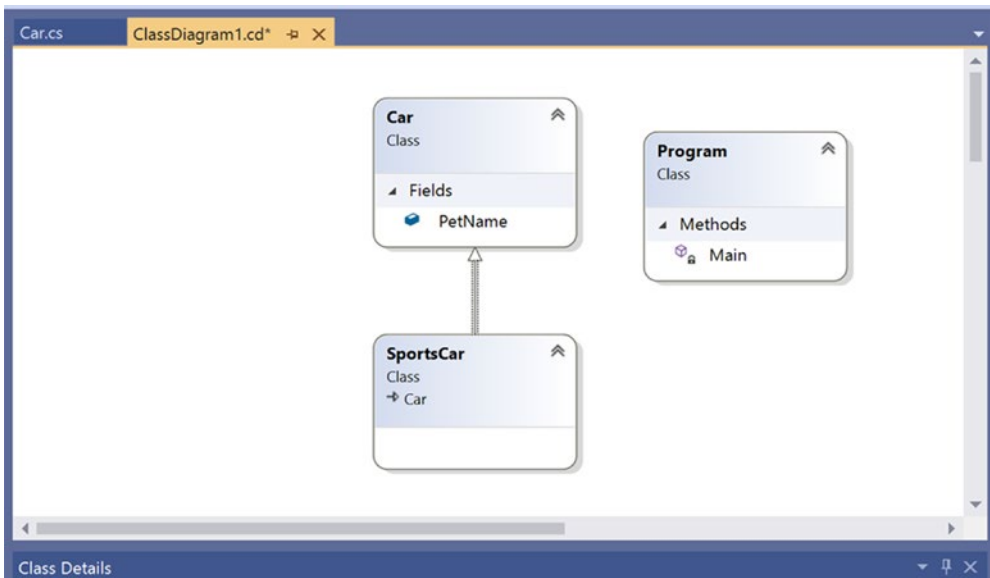 Car.cs
ClassDiagram1.cd*
Car
Class
Fields
PetName
Program
Class
Methods
Main
SportsCar
Class
Car
Class Details